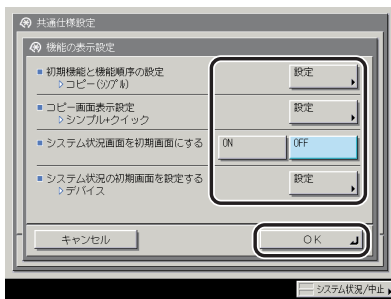 共通仕様設定
機能の表示設定
■ 初期機能と機能順序の設定 設定
▷コピー(ｼﾝﾌﾟﾙ)
■ コピー画面表示設定 設定
▷シンプル+クイック
■ システム状況画面を初期画面にする ON OFF
■ システム状況の初期画面を設定する 設定
▷デバイス
キャンセル OK
システム状況/中止